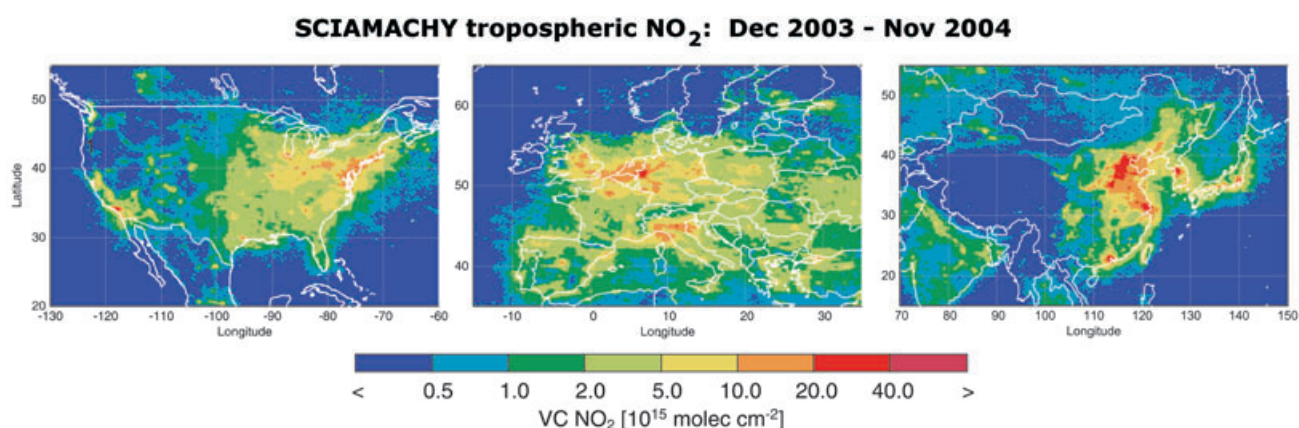 SCIAMACHY tropospheric NO₂: Dec 2003 - Nov 2004
Latitude
50
40
30
20
-130 -120 -110 -100 -90 -80 -70 -60
Longitude
60
50
40
-10 0 10 20 30
Longitude
50
40
30
20
70 80 90 100 110 120 130 140 150
Longitude
< 0.5 1.0 2.0 5.0 10.0 20.0 40.0 >
VC NO₂ [10¹⁵ molec cm⁻²]